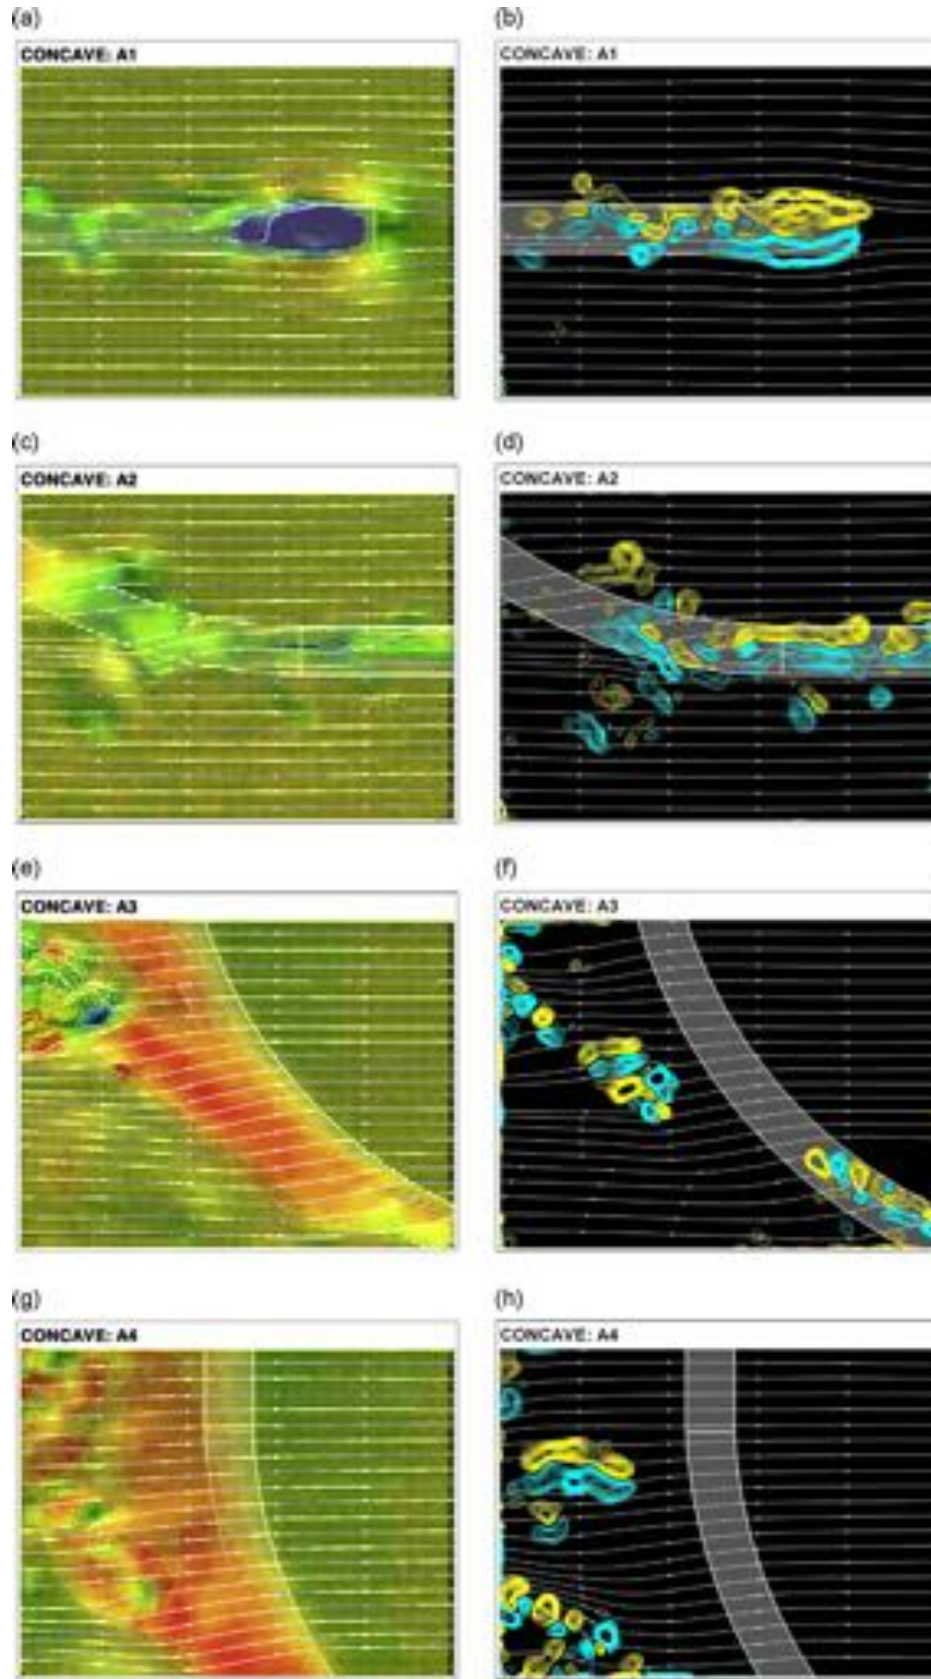 (a)
(b)
CONCAVE: A1
CONCAVE: A1
(c)
(d)
CONCAVE: A2
CONCAVE: A2
(e)
(f)
CONCAVE: A3
CONCAVE: A3
(g)
(h)
CONCAVE: A4
CONCAVE: A4